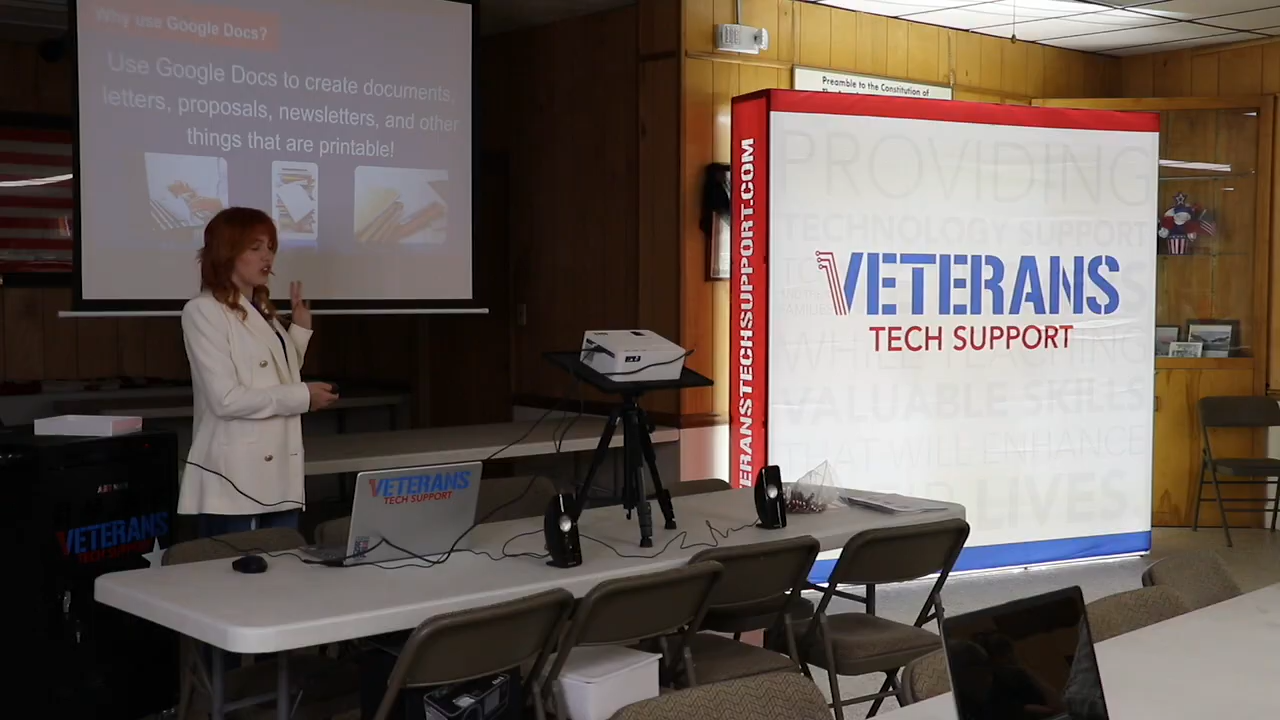 Why use Google Docs?
Use Google Docs to create documents,
letters, proposals, newsletters, and other
things that are printable!
Preamble to the Constitution of
PROVIDING
TECHNOLOGY SUPPORT
VETERANS
TECH SUPPORT
WHILE
VALUABLE SKILLS
THAT WILL ENHANCE
LIVES
ERANSTECHSUPPORT.COM
VETERANS
TECH SUPPORT
VETERANS
TECH SUPPORT